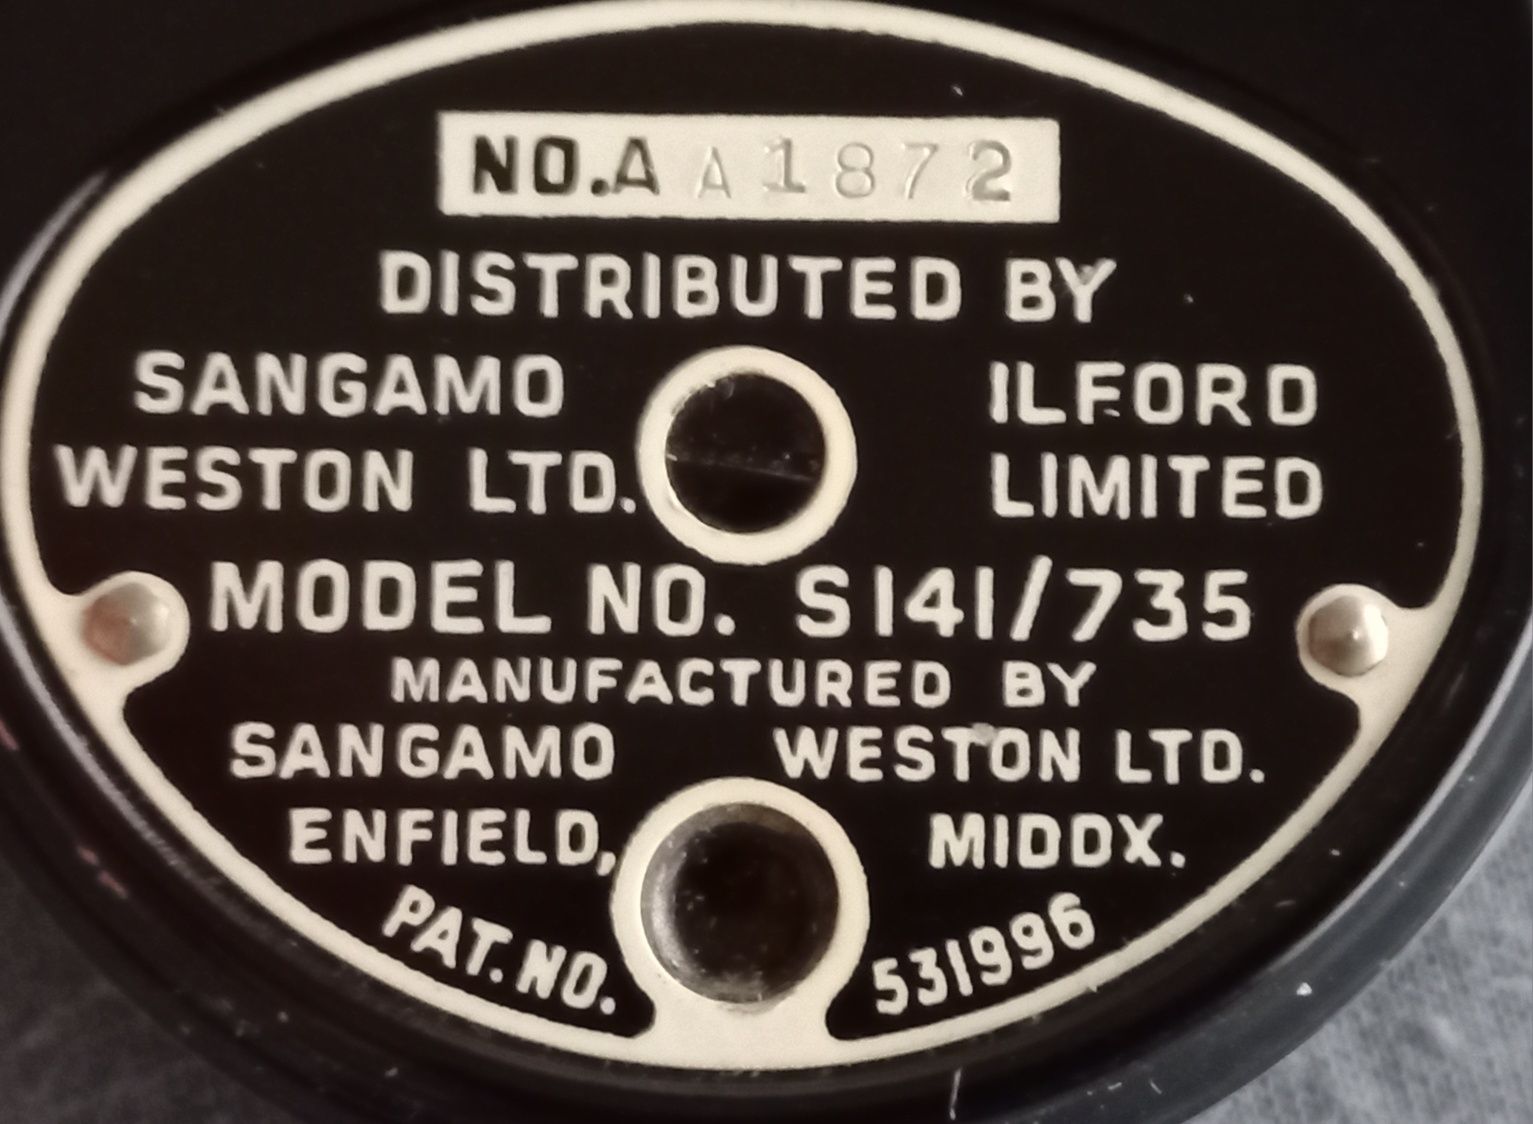 NO.A A1872
DISTRIBUTED BY
SANGAMO ILFORD
WESTON LTD. LIMITED
MODEL NO. S141/735
MANUFACTURED BY
SANGAMO WESTON LTD.
ENFIELD, MIDDX.
PAT. NO. 531996